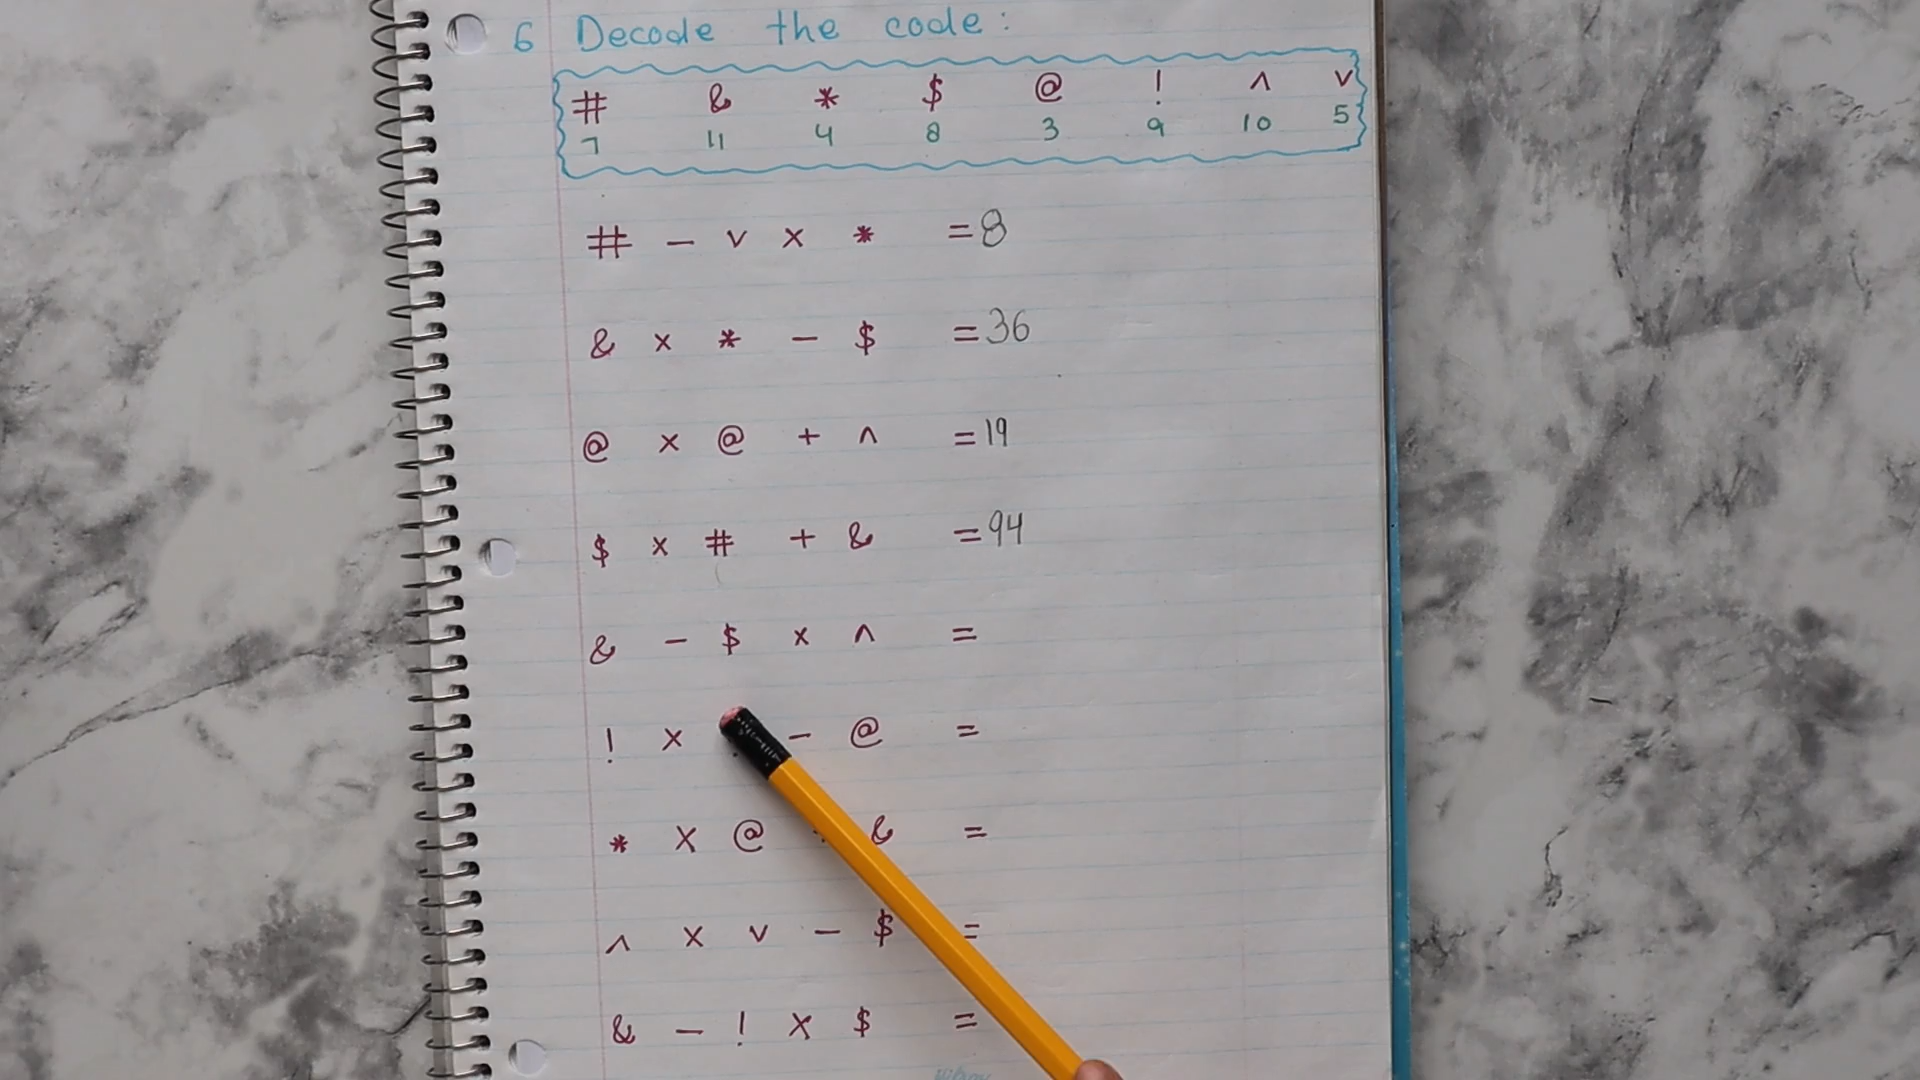 6 Decode the code:
# & * $ @ ! ^ v
7 11 4 8 3 9 10 5
# - v x * = 8
& x * - $ = 36
@ x @ + ^ = 19
$ x # + & = 94
& - $ x ^ =
! x - @ =
* x @ & =
^ x v - $ =
& - ! x $ =